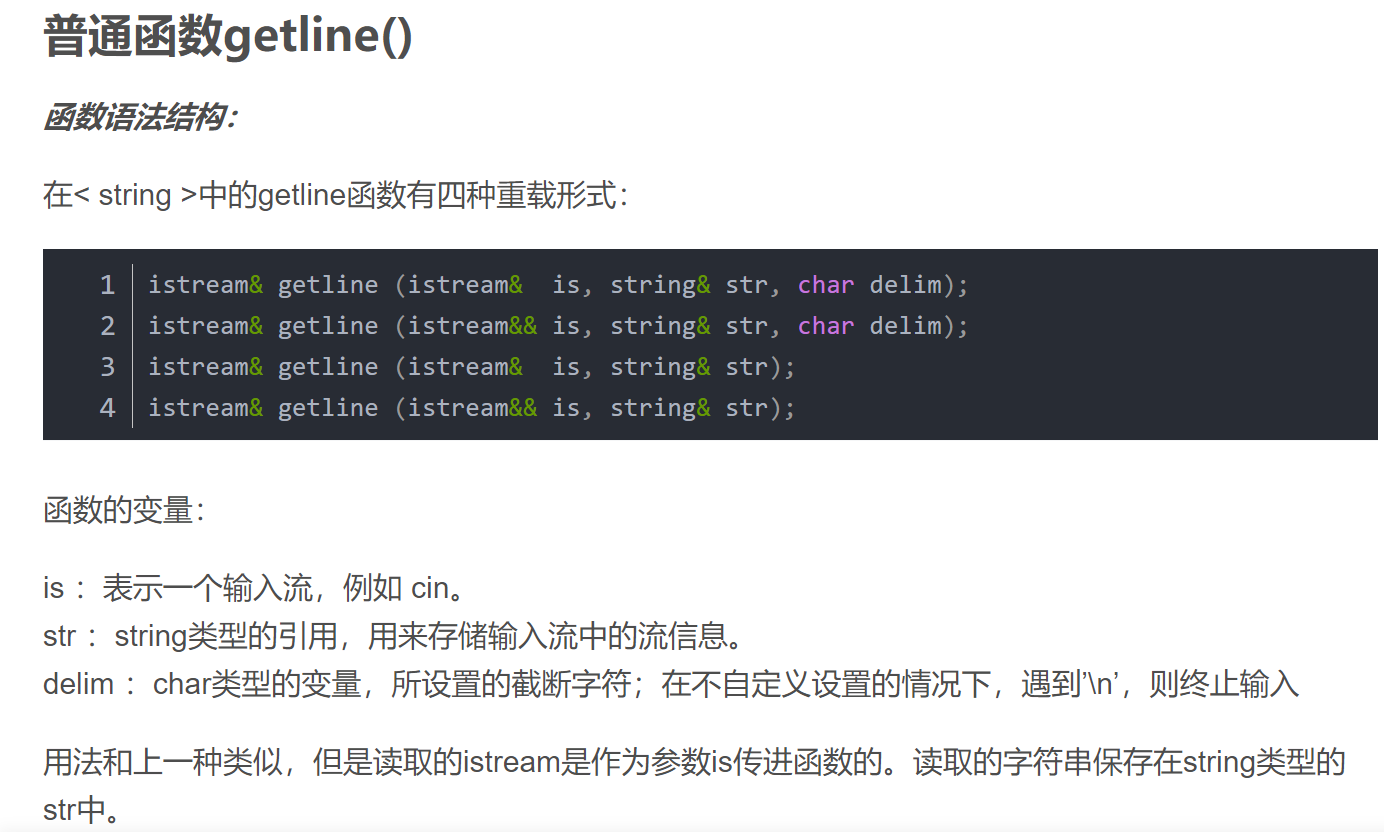 普通函数getline()
函数语法结构：
在< string >中的getline函数有四种重载形式：
1 istream& getline (istream&  is, string& str, char delim);
2 istream& getline (istream&& is, string& str, char delim);
3 istream& getline (istream&  is, string& str);
4 istream& getline (istream&& is, string& str);
函数的变量：
is ：表示一个输入流，例如 cin。
str ：string类型的引用，用来存储输入流中的流信息。
delim ：char类型的变量，所设置的截断字符；在不自定义设置的情况下，遇到’\n’，则终止输入
用法和上一种类似，但是读取的istream是作为参数is传进函数的。读取的字符串保存在string类型的
str中。